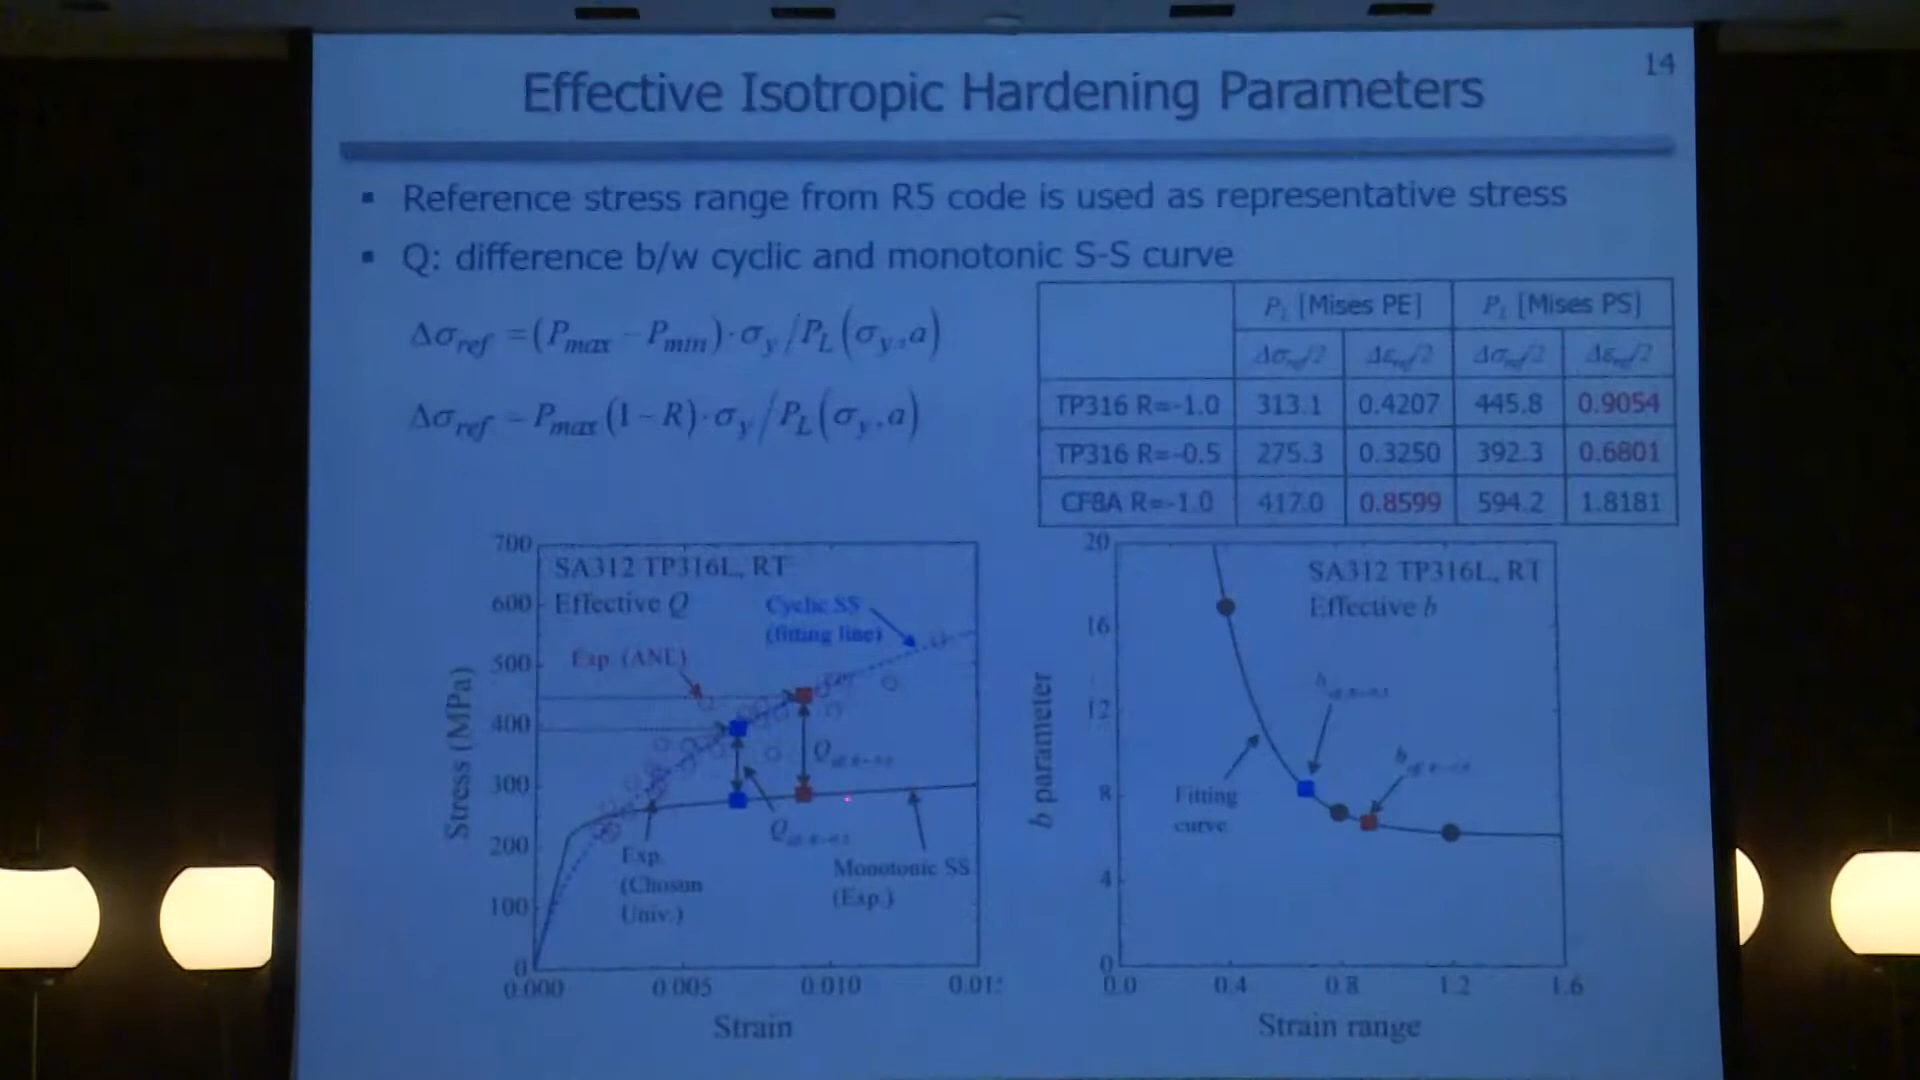 14
Effective Isotropic Hardening Parameters
▪ Reference stress range from R5 code is used as representative stress
▪ Q: difference b/w cyclic and monotonic S-S curve
Δσref =(Pmax − Pmin)·σy/PL(σy,a)
Δσref = Pmax(1−R)·σy/PL(σy,a)
PL [Mises PE] PL [Mises PS]
Δσref/2 Δεref/2 Δσref/2 Δεref/2
TP316 R=-1.0 313.1 0.4207 445.8 0.9054
TP316 R=-0.5 275.3 0.3250 392.3 0.6801
CF8A R=-1.0 417.0 0.8599 594.2 1.8181
SA312 TP316L, RT
Effective Q
Cyclic SS
(fitting line)
Exp. (ANL)
Q
Q
Exp.
(Chosun
Univ.)
Monotonic SS
(Exp.)
Stress (MPa)
700
600
500
400
300
200
100
0
0.000 0.005 0.010
Strain
SA312 TP316L, RT
Effective b
b
b
Fitting
curve
b parameter
20
16
12
8
4
0
0.0 0.4 0.8 1.2 1.6
Strain range